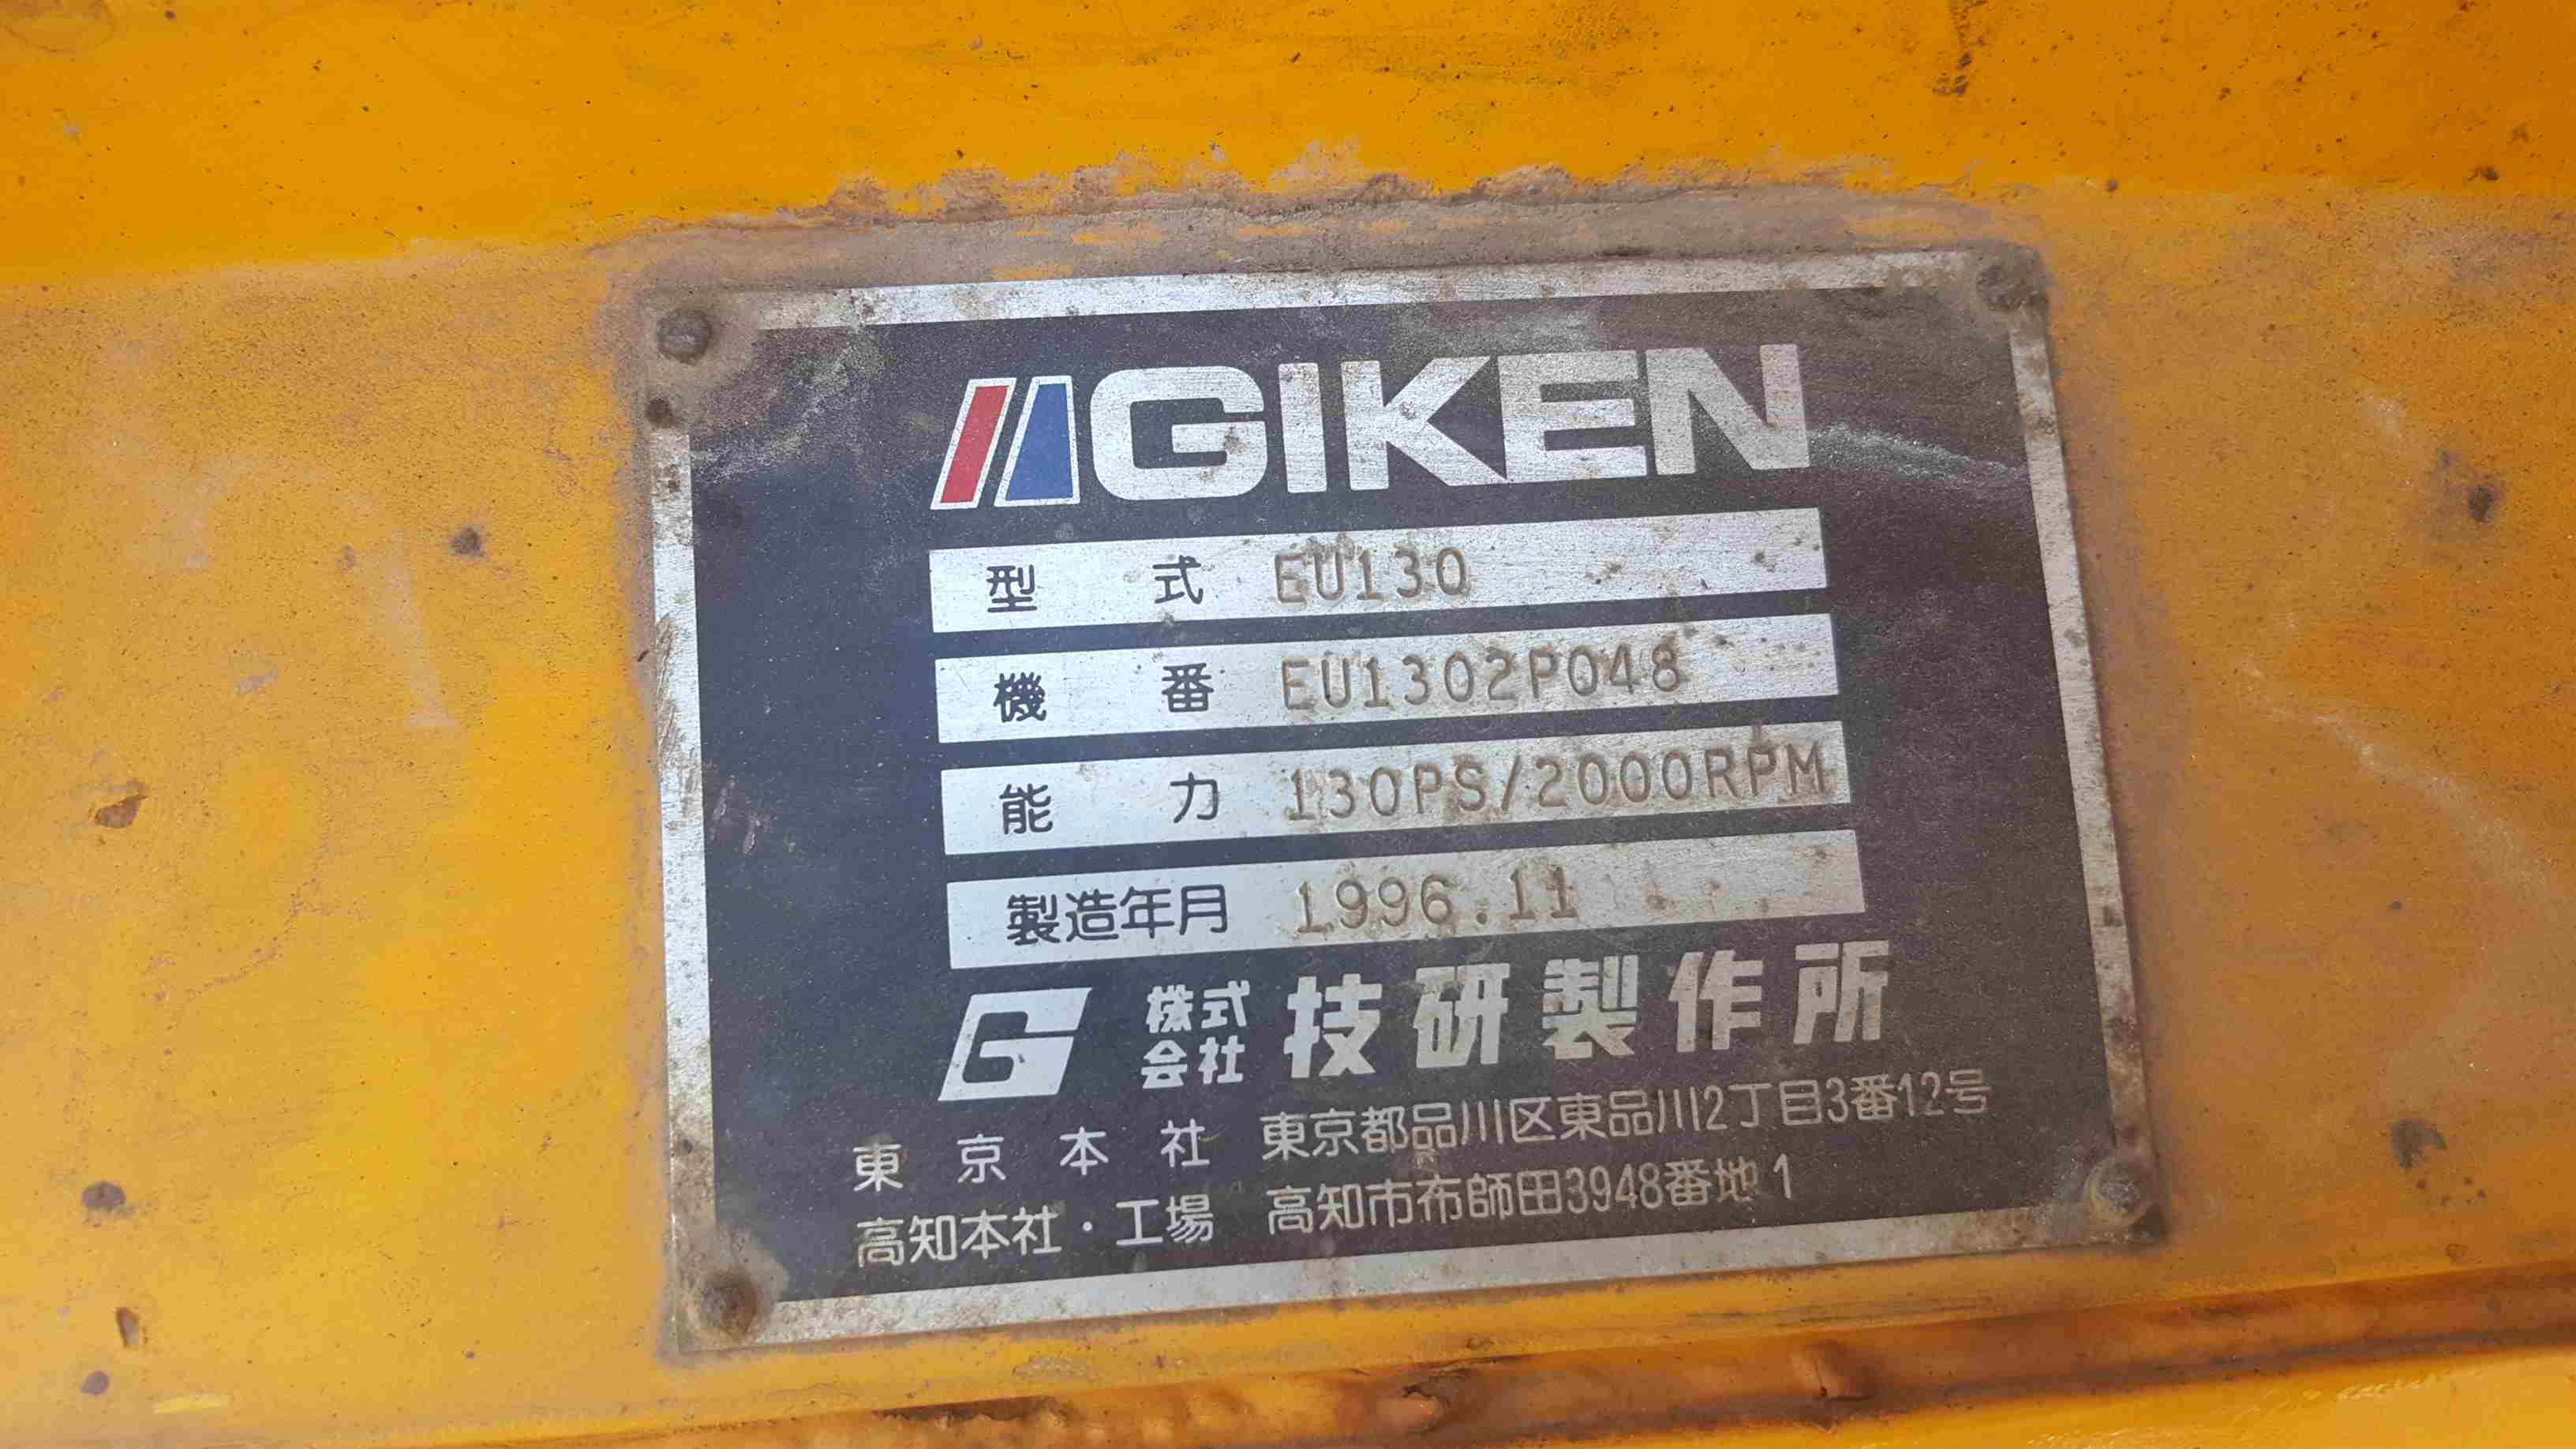 GIKEN
型式 EU130
機番 EU1302P048
能力 130PS/2000RPM
製造年月 1996.11
G 株式会社 技研製作所
東京本社 東京都品川区東品川2丁目3番12号
高知本社・工場 高知市布師田3948番地1